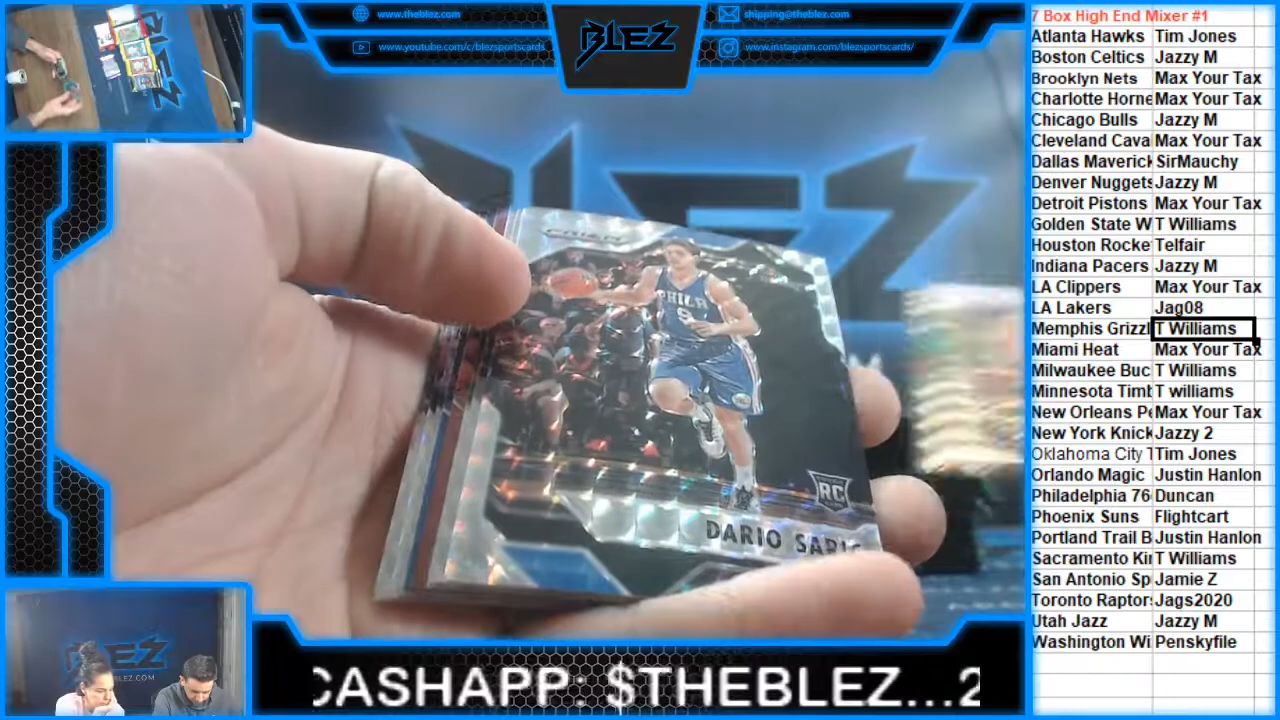 www.theblez.com
www.youtube.com/c/blezsportscards
BLEZ
shipping@theblez.com
www.instagram.com/blezsportscards/
PRIZM
PHILA
9
RC
DARIO SARIC
BLEZ.COM
CASHAPP: $THEBLEZ...2
7 Box High End Mixer #1
Atlanta Hawks Tim Jones
Boston Celtics Jazzy M
Brooklyn Nets Max Your Tax
Charlotte Horne Max Your Tax
Chicago Bulls Jazzy M
Cleveland Cava Max Your Tax
Dallas Maverick SirMauchy
Denver Nuggets Jazzy M
Detroit Pistons Max Your Tax
Golden State W T Williams
Houston Rocke Telfair
Indiana Pacers Jazzy M
LA Clippers Max Your Tax
LA Lakers Jag08
Memphis Grizzl T Williams
Miami Heat Max Your Tax
Milwaukee Buc T Williams
Minnesota Timb T williams
New Orleans Pe Max Your Tax
New York Knick Jazzy 2
Oklahoma City T Tim Jones
Orlando Magic Justin Hanlon
Philadelphia 76 Duncan
Phoenix Suns Flightcart
Portland Trail B Justin Hanlon
Sacramento Kin T Williams
San Antonio Sp Jamie Z
Toronto Raptors Jags2020
Utah Jazz Jazzy M
Washington Wi Penskyfile